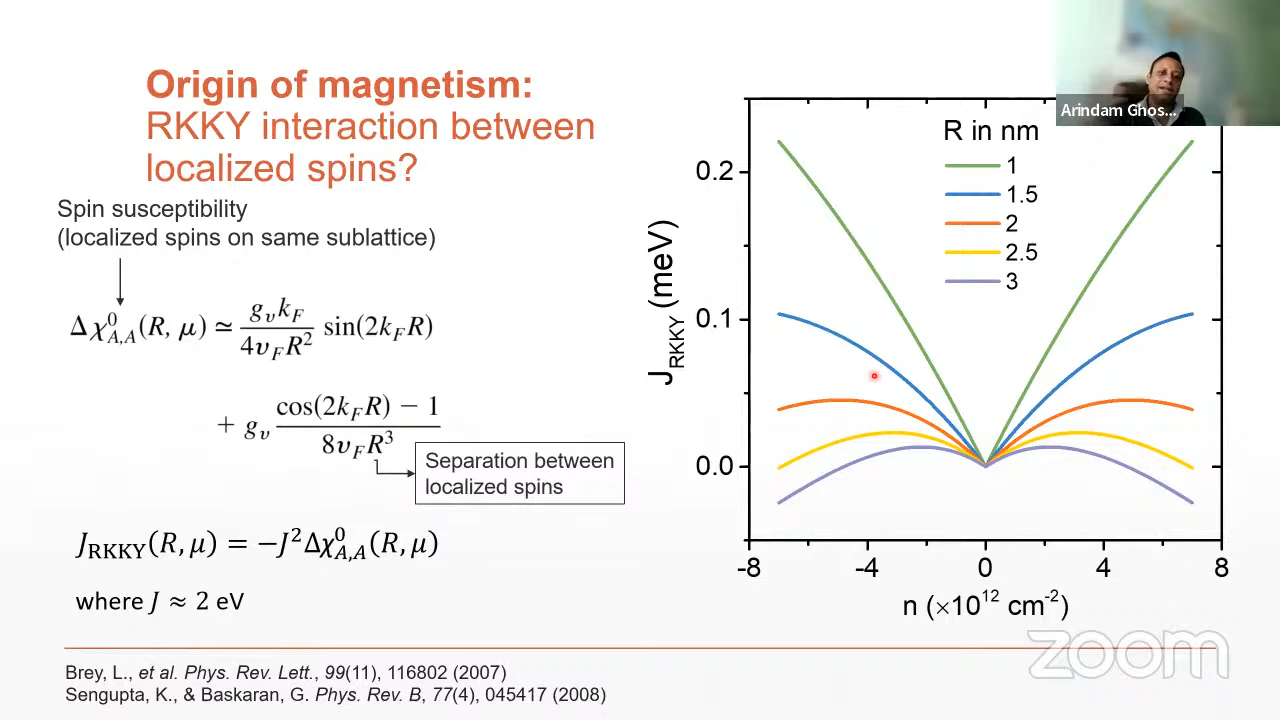 Origin of magnetism:
RKKY interaction between
localized spins?
Spin susceptibility
(localized spins on same sublattice)
Δχ⁰_{A,A}(R, μ) ≃ g_v k_F / 4v_F R² sin(2k_F R)
+ g_v cos(2k_F R) − 1 / 8v_F R³
Separation between
localized spins
J_RKKY(R, μ) = −J²Δχ⁰_{A,A}(R, μ)
where J ≈ 2 eV
Brey, L., et al. Phys. Rev. Lett., 99(11), 116802 (2007)
Sengupta, K., & Baskaran, G. Phys. Rev. B, 77(4), 045417 (2008)
Arindam Ghos...
R in nm
1
1.5
2
2.5
3
J_RKKY (meV)
0.2
0.1
0.0
-8 -4 0 4 8
n (×10¹² cm⁻²)
zoom